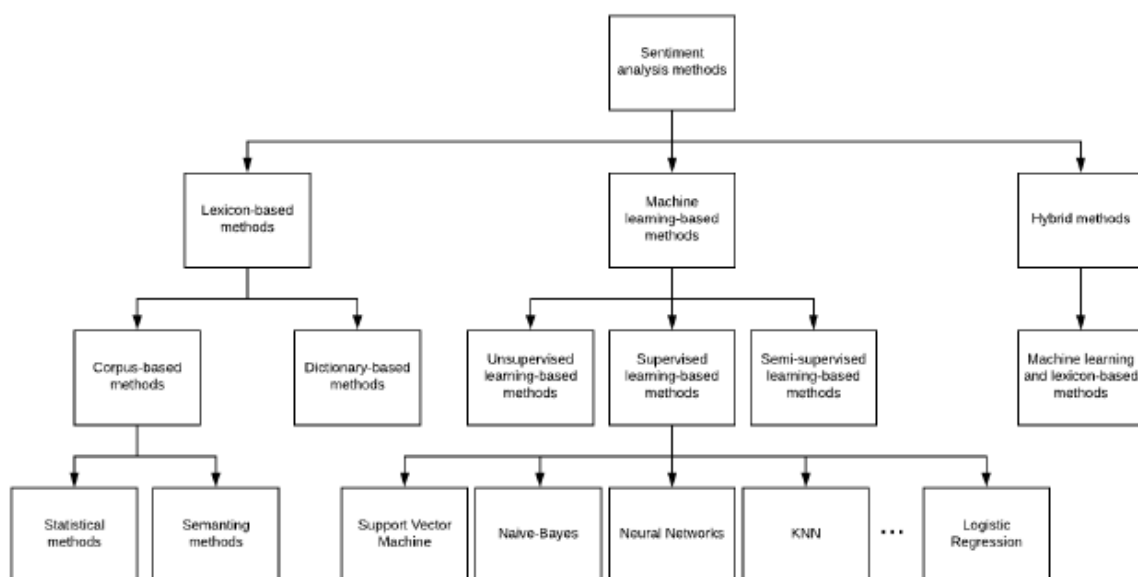 Sentiment
analysis methods
Lexicon-based
methods
Machine
learning-based
methods
Hybrid methods
Corpus-based
methods
Dictionary-based
methods
Unsupervised
learning-based
methods
Supervised
learning-based
methods
Semi-supervised
learning-based
methods
Machine learning
and lexicon-based
methods
Statistical
methods
Semanting
methods
Support Vector
Machine
Naive-Bayes
Neural Networks
KNN
...
Logistic
Regression